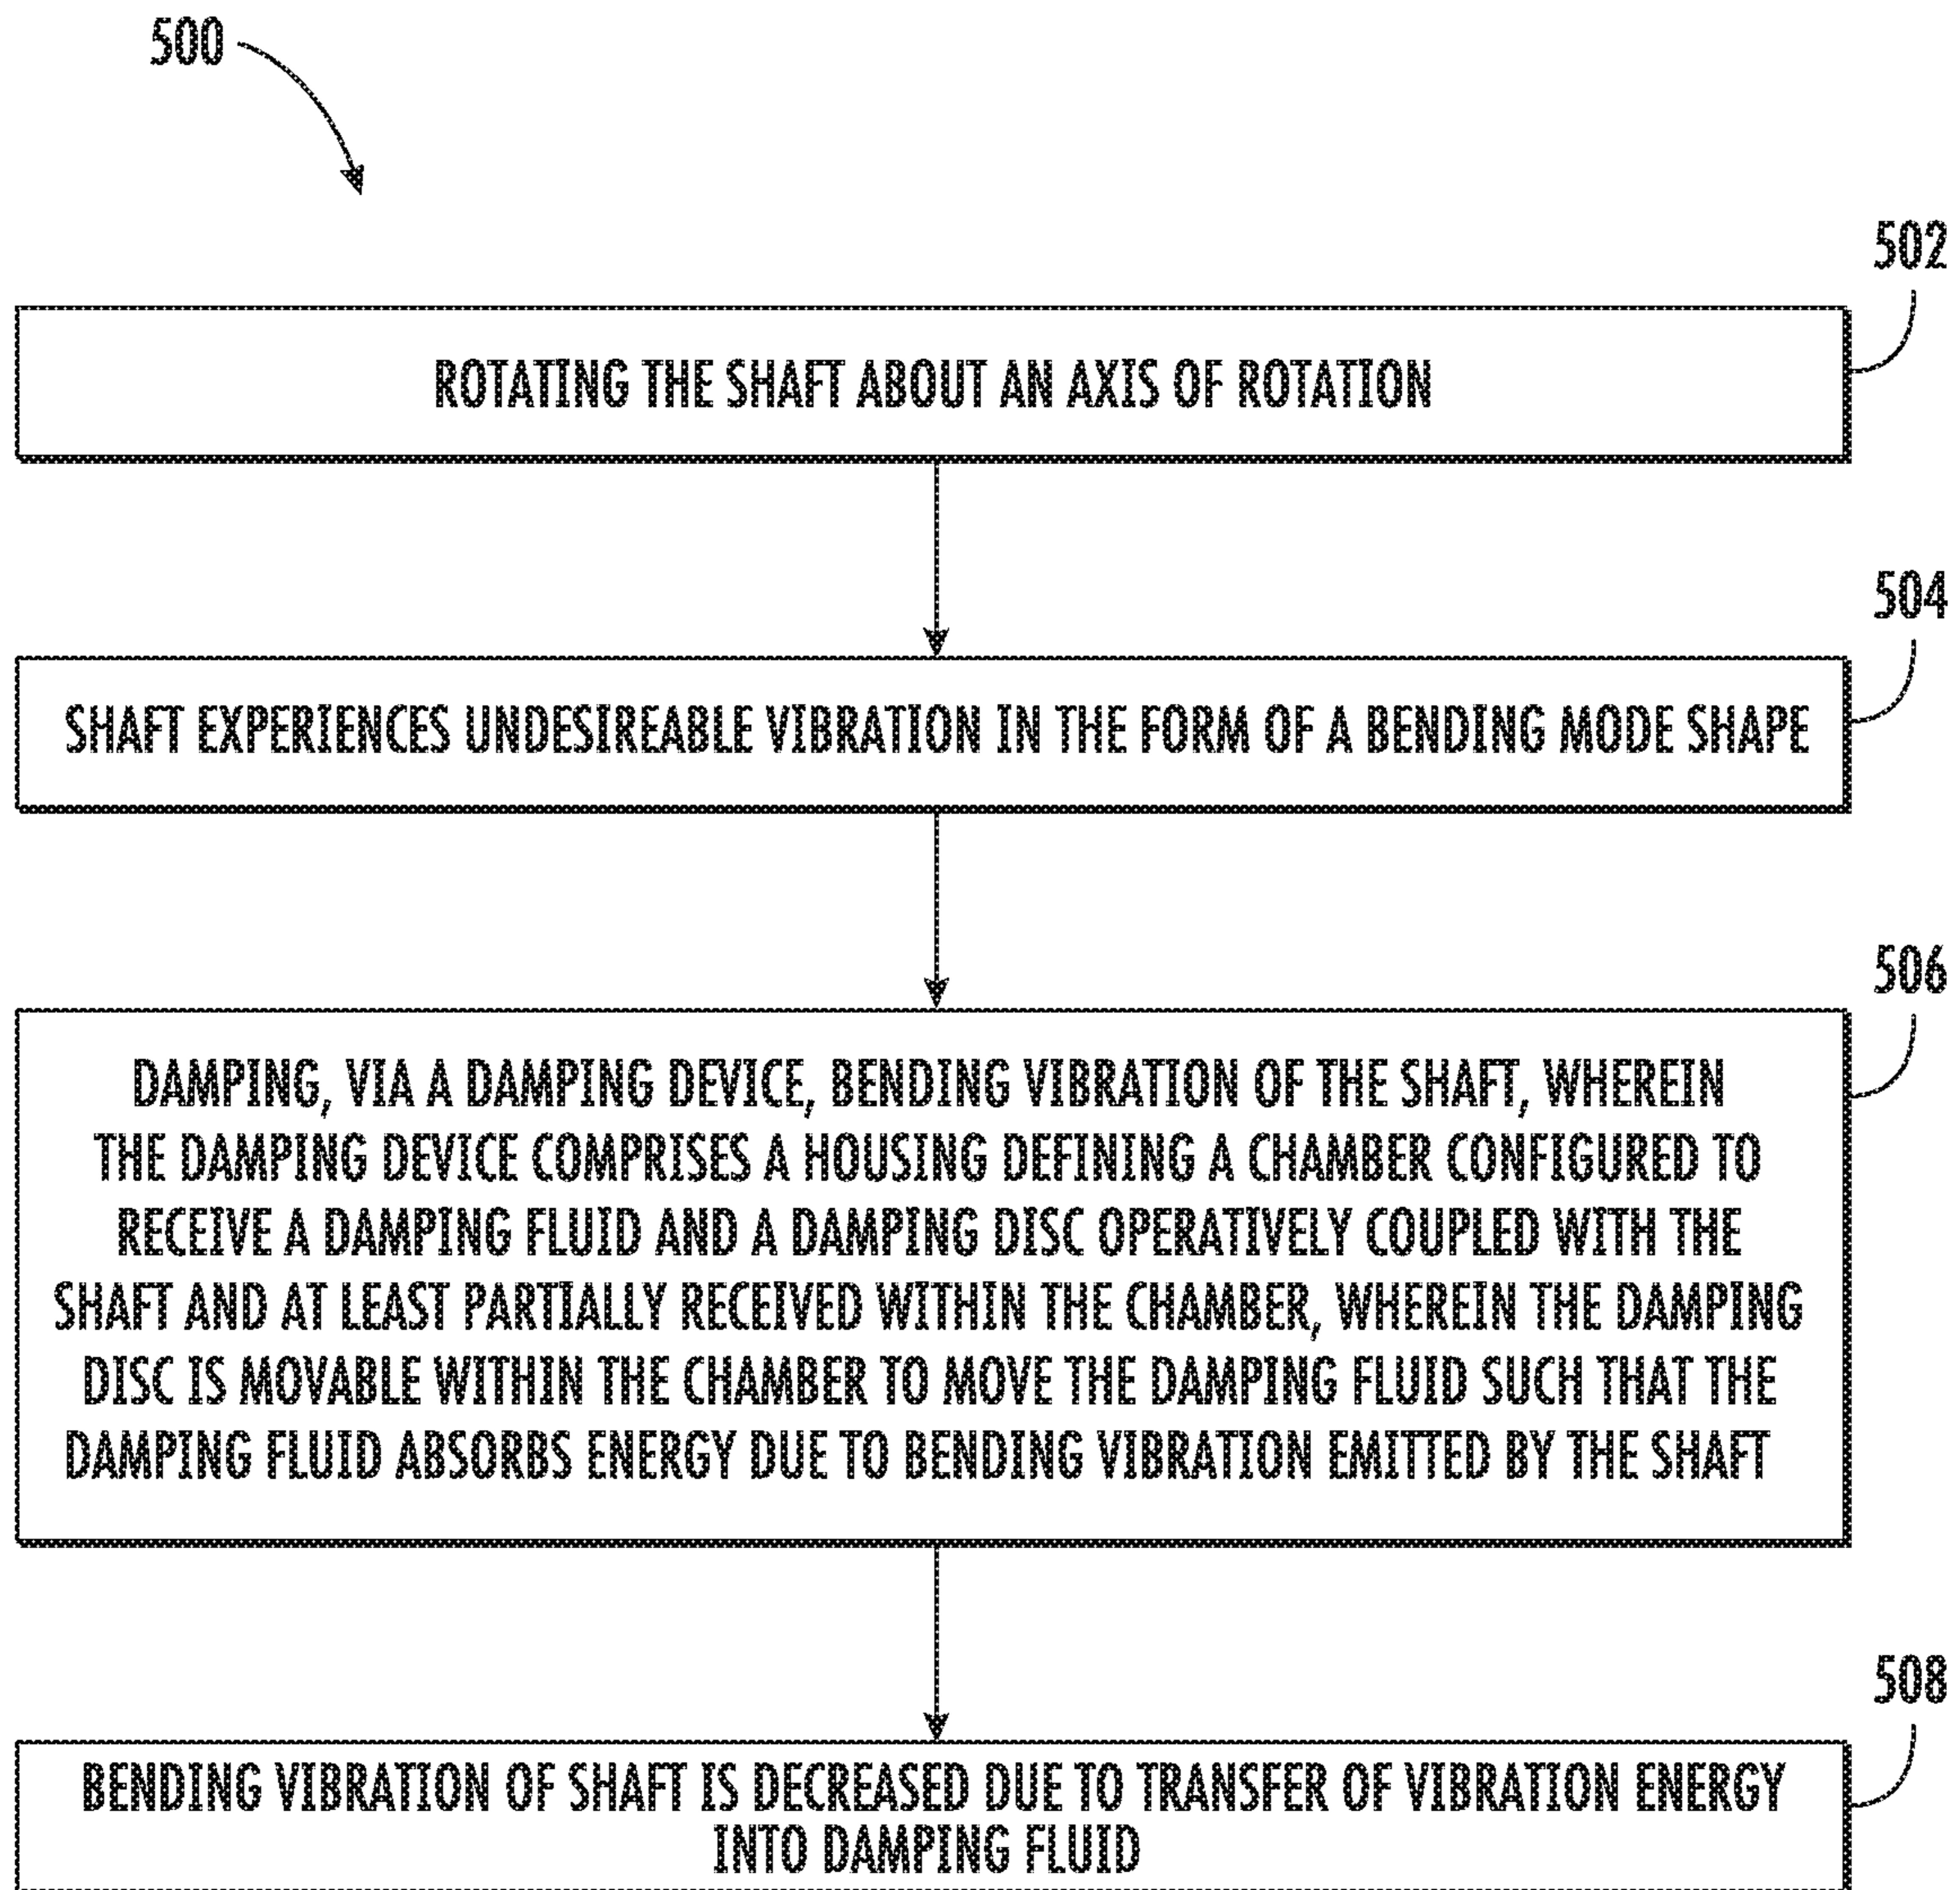 500
502
ROTATING THE SHAFT ABOUT AN AXIS OF ROTATION
504
SHAFT EXPERIENCES UNDESIREABLE VIBRATION IN THE FORM OF A BENDING MODE SHAPE
506
DAMPING, VIA A DAMPING DEVICE, BENDING VIBRATION OF THE SHAFT, WHEREIN
THE DAMPING DEVICE COMPRISES A HOUSING DEFINING A CHAMBER CONFIGURED TO
RECEIVE A DAMPING FLUID AND A DAMPING DISC OPERATIVELY COUPLED WITH THE
SHAFT AND AT LEAST PARTIALLY RECEIVED WITHIN THE CHAMBER, WHEREIN THE DAMPING
DISC IS MOVABLE WITHIN THE CHAMBER TO MOVE THE DAMPING FLUID SUCH THAT THE
DAMPING FLUID ABSORBS ENERGY DUE TO BENDING VIBRATION EMITTED BY THE SHAFT
508
BENDING VIBRATION OF SHAFT IS DECREASED DUE TO TRANSFER OF VIBRATION ENERGY
INTO DAMPING FLUID